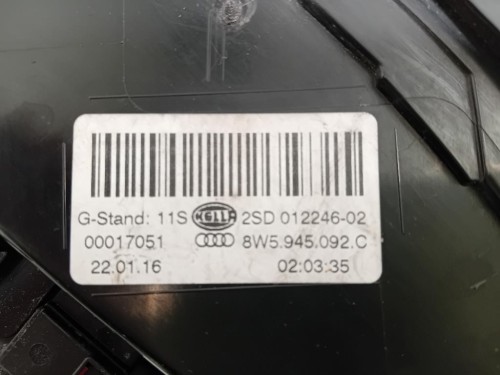 G-Stand: 11S HELLA 2SD 012246-02
00017051 8W5.945.092.C
22.01.16 02:03:35